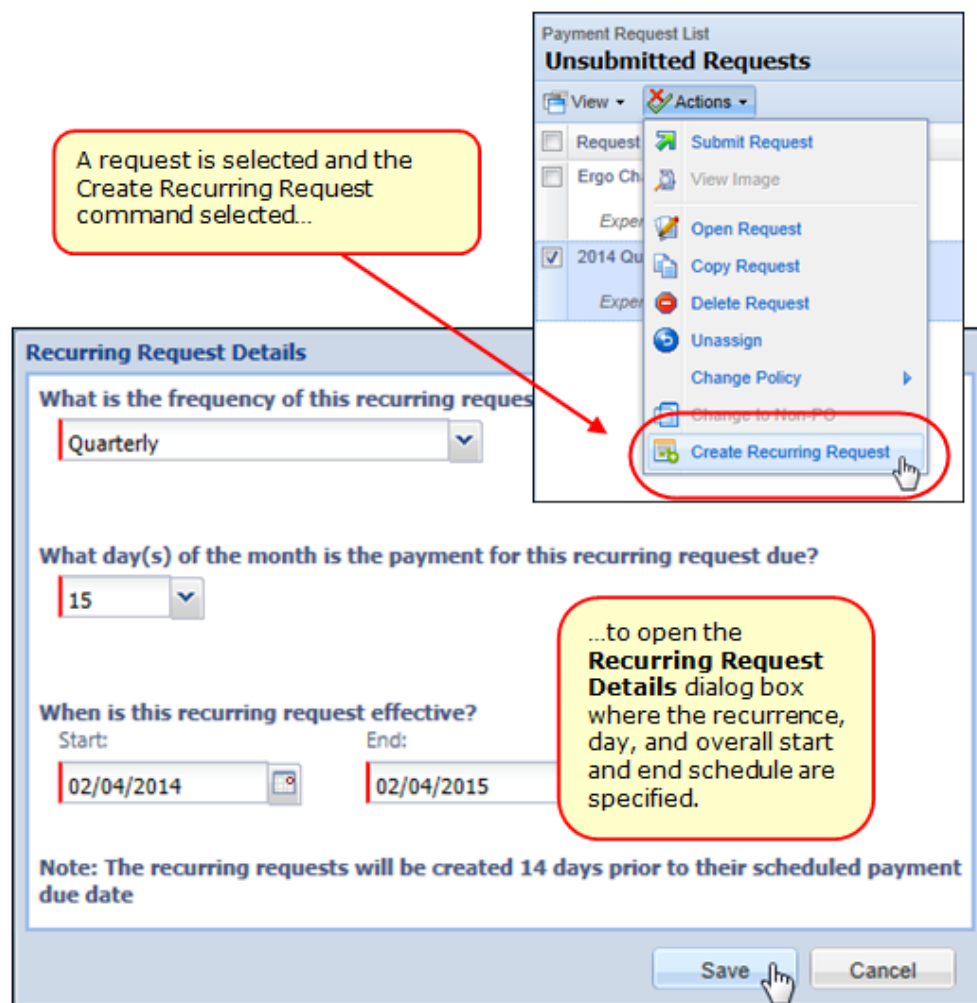 Payment Request List
Unsubmitted Requests
View
Actions
Request
Submit Request
Ergo Ch
View Image
Exper
Open Request
2014 Qu
Copy Request
Exper
Delete Request
Unassign
Change Policy
Change to Non-PO
Create Recurring Request
A request is selected and the
Create Recurring Request
command selected...
Recurring Request Details
What is the frequency of this recurring reques
Quarterly
What day(s) of the month is the payment for this recurring request due?
15
...to open the
Recurring Request
Details dialog box
where the recurrence,
day, and overall start
and end schedule are
specified.
When is this recurring request effective?
Start:
End:
02/04/2014
02/04/2015
Note: The recurring requests will be created 14 days prior to their scheduled payment
due date
Save
Cancel